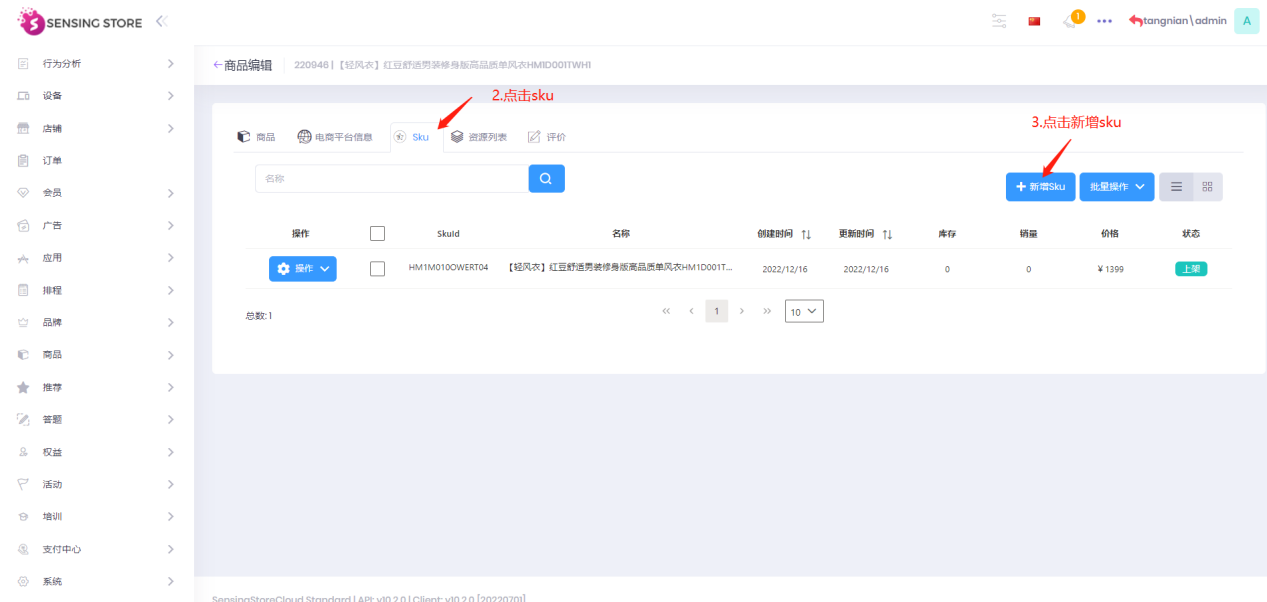 SENSING STORE
1
tangnian\admin
A
行为分析
设备
店铺
订单
会员
广告
应用
排程
品牌
商品
推荐
答题
权益
活动
培训
支付中心
系统
商品编辑
220946 | 【轻风衣】红豆舒适男装修身版高品质单风衣HM1D001TWH1
2.点击sku
3.点击新增sku
商品 电商平台信息 Sku 资源列表 评价
名称
新增Sku 批量操作
操作 SkuId 名称 创建时间 更新时间 库存 销量 价格 状态
操作 HM1M010OWERT04 【轻风衣】红豆舒适男装修身版高品质单风衣HM1D001T... 2022/12/16 2022/12/16 0 0 ¥ 1399 上架
总数:1 1 10
SensingStoreCloud Standard | API: v10.2.0 | Client: v10.2.0 [20220701]